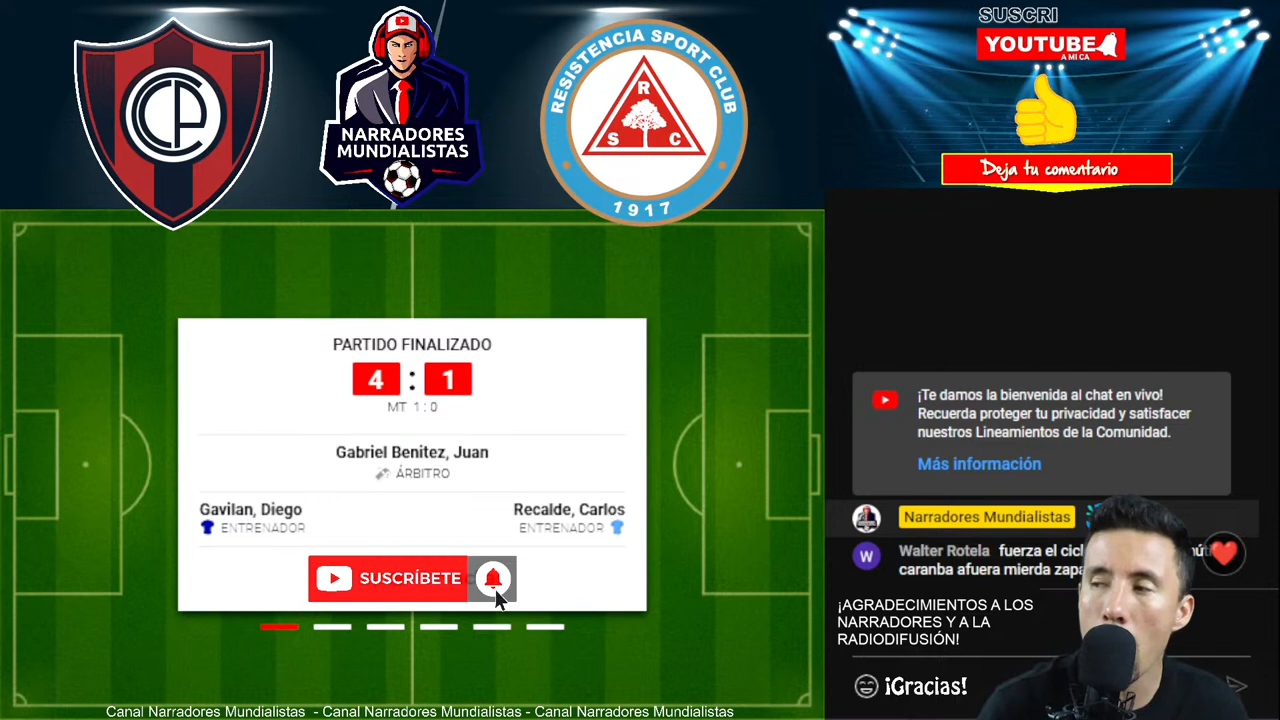 CCP
NARRADORES
MUNDIALISTAS
RESISTENCIA SPORT CLUB
R
S C
1917
SUSCRI
YOUTUBE
A MI CA
Deja tu comentario
PARTIDO FINALIZADO
4 : 1
MT 1 : 0
Gabriel Benitez, Juan
ÁRBITRO
Gavilan, Diego
ENTRENADOR
Recalde, Carlos
ENTRENADOR
SUSCRÍBETE
¡Te damos la bienvenida al chat en vivo!
Recuerda proteger tu privacidad y satisfacer
nuestros Lineamientos de la Comunidad.
Más información
Narradores Mundialistas
W
Walter Rotela fuerza el
caranba afuera mierda
¡AGRADECIMIENTOS A LOS
NARRADORES Y A LA
RADIODIFUSIÓN!
¡Gracias!
Canal Narradores Mundialistas - Canal Narradores Mundialistas - Canal Narradores Mundialistas